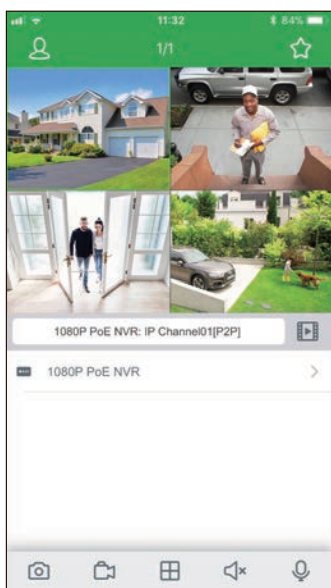 11:32
84%
1/1
1080P PoE NVR: IP Channel01[P2P]
1080P PoE NVR